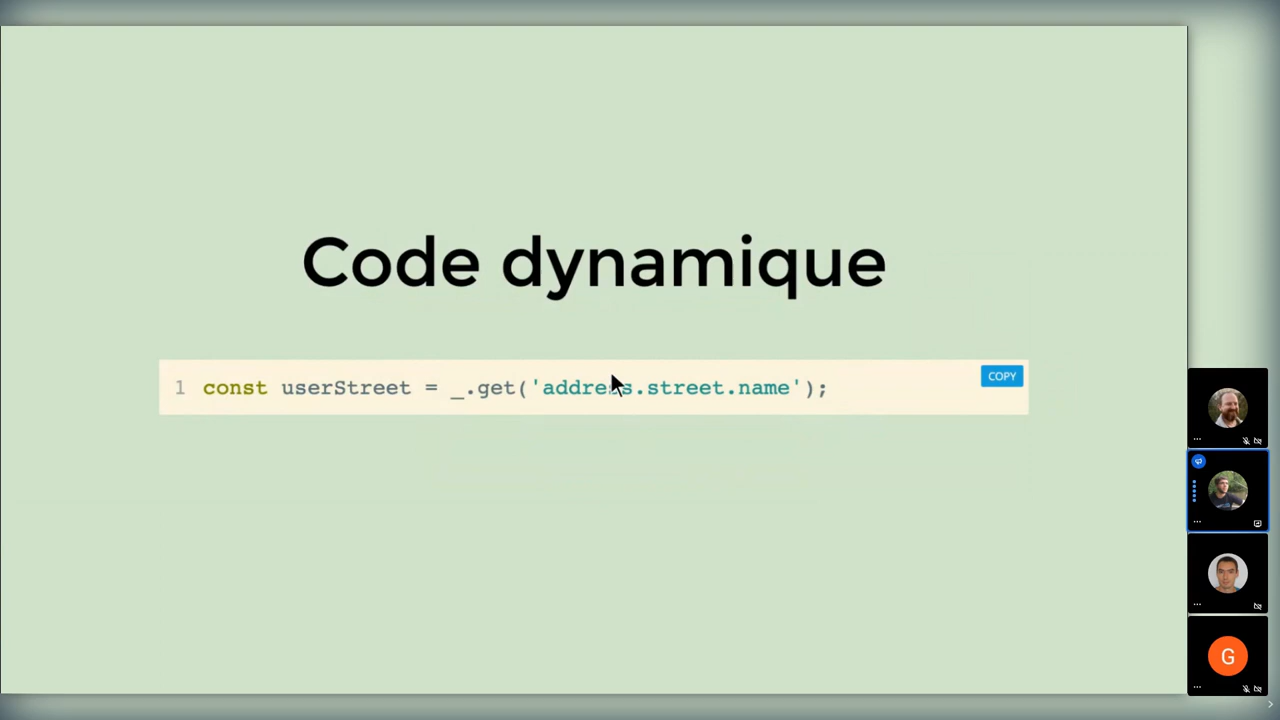 Code dynamique
1 const userStreet = _.get('address.street.name');
COPY
G